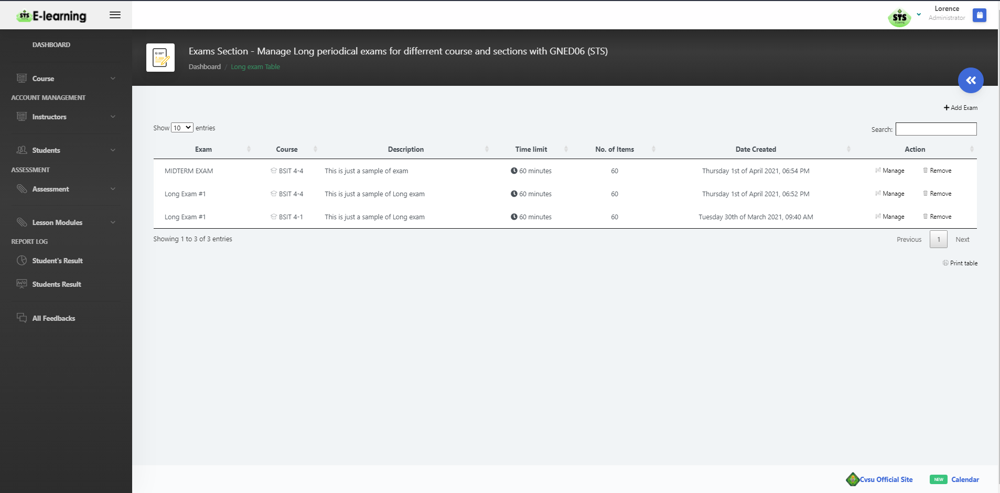 STS E-learning
Lorence
Administrator
STS
DASHBOARD
Course
ACCOUNT MANAGEMENT
Instructors
Students
ASSESSMENT
Assessment
Lesson Modules
REPORT LOG
Student's Result
Students Result
All Feedbacks
Exams Section - Manage Long periodical exams for differrent course and sections with GNED06 (STS)
Dashboard / Long exam Table
Add Exam
Show 10 entries
Search:
Exam Course Description Time limit No. of Items Date Created Action
MIDTERM EXAM BSIT 4-4 This is just a sample of exam 60 minutes 60 Thursday 1st of April 2021, 06:54 PM Manage Remove
Long Exam #1 BSIT 4-4 This is just a sample of Long exam 60 minutes 60 Thursday 1st of April 2021, 06:52 PM Manage Remove
Long Exam #1 BSIT 4-1 This is just a sample of Long exam 60 minutes 60 Tuesday 30th of March 2021, 09:40 AM Manage Remove
Showing 1 to 3 of 3 entries
Previous 1 Next
Print table
Cvsu Official Site NEW Calendar